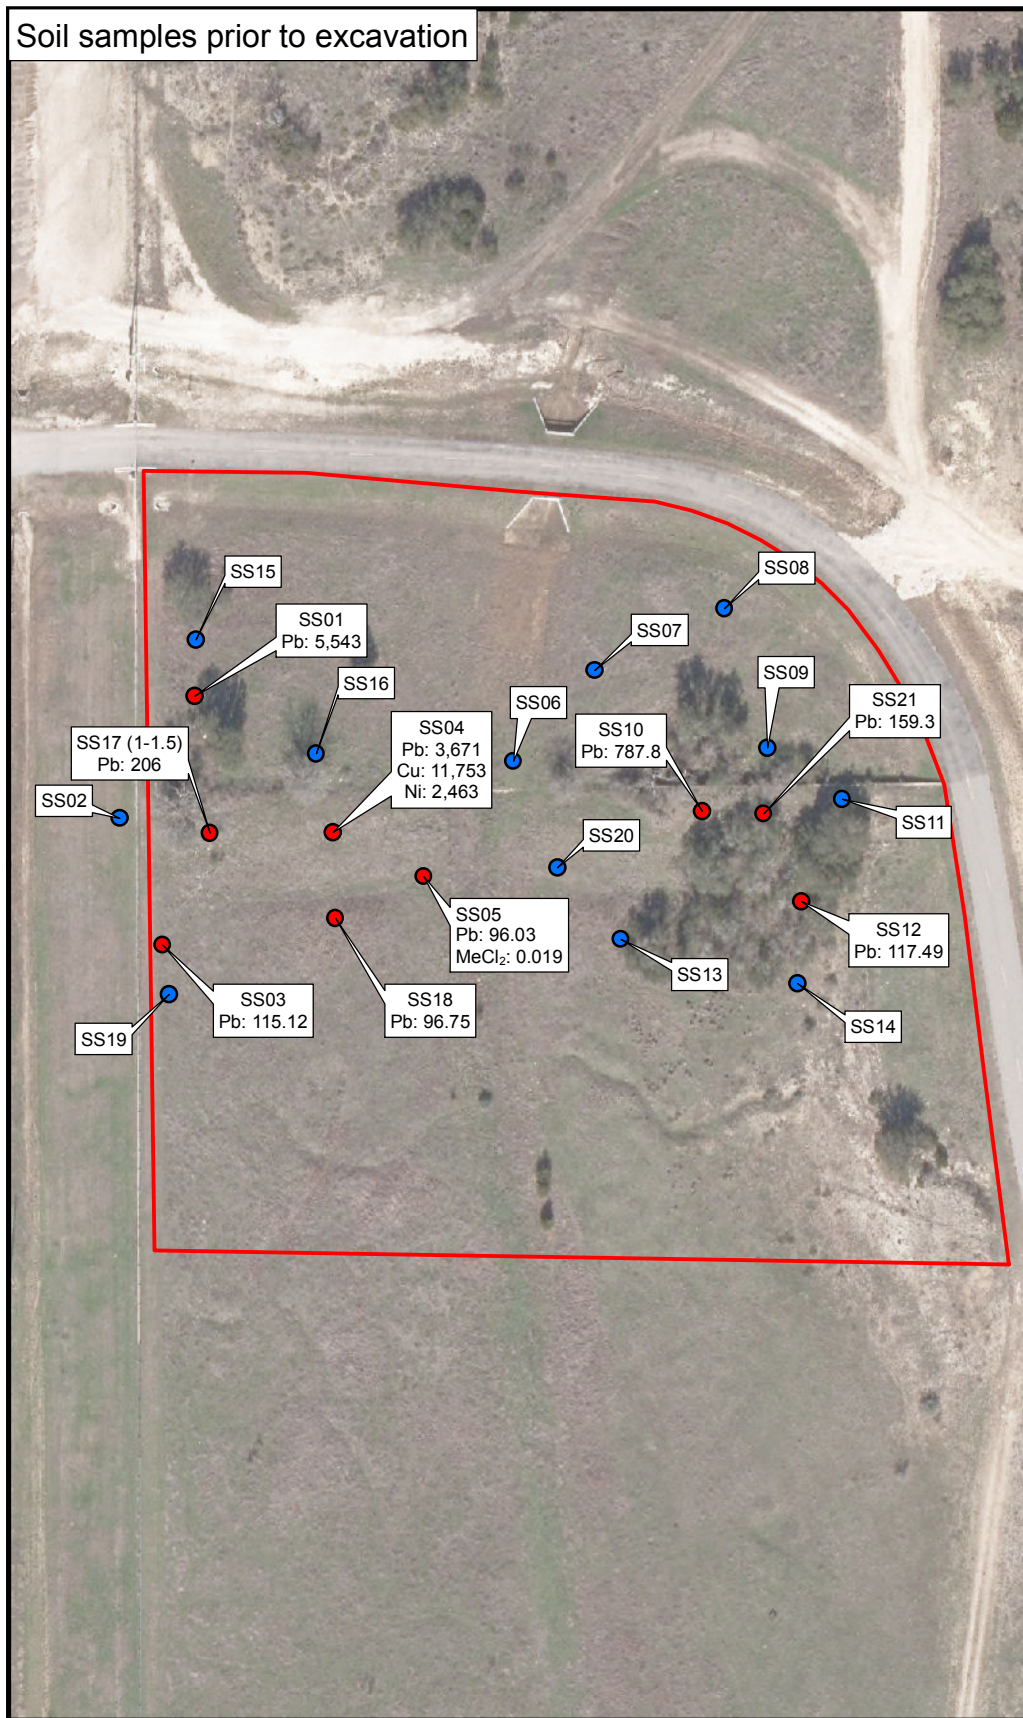 Soil samples prior to excavation
SS15
SS08
SS01
Pb: 5,543
SS07
SS16
SS09
SS21
Pb: 159.3
SS06
SS04
Pb: 3,671
Cu: 11,753
Ni: 2,463
SS10
Pb: 787.8
SS17 (1-1.5)
Pb: 206
SS02
SS11
SS20
SS05
Pb: 96.03
MeCl₂: 0.019
SS12
Pb: 117.49
SS13
SS03
Pb: 115.12
SS18
Pb: 96.75
SS14
SS19